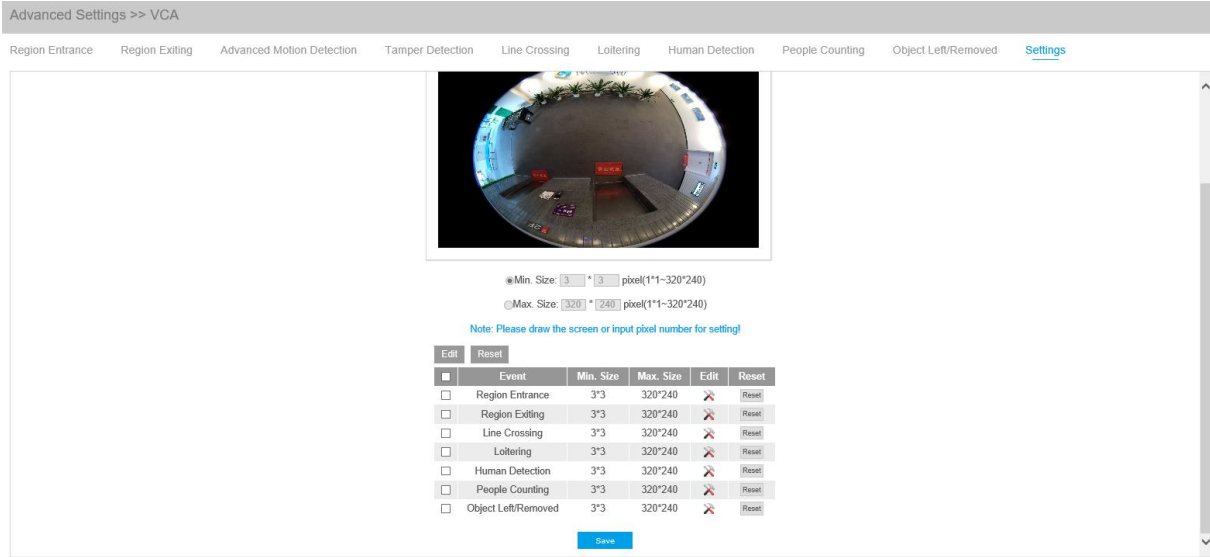 Advanced Settings >> VCA
Region Entrance Region Exiting Advanced Motion Detection Tamper Detection Line Crossing Loitering Human Detection People Counting Object Left/Removed Settings
Min. Size: 3 * 3 pixel(1*1~320*240)
Max. Size: 320 * 240 pixel(1*1~320*240)
Note: Please draw the screen or input pixel number for setting!
Edit Reset
Event Min. Size Max. Size Edit Reset
Region Entrance 3*3 320*240 Reset
Region Exiting 3*3 320*240 Reset
Line Crossing 3*3 320*240 Reset
Loitering 3*3 320*240 Reset
Human Detection 3*3 320*240 Reset
People Counting 3*3 320*240 Reset
Object Left/Removed 3*3 320*240 Reset
Save